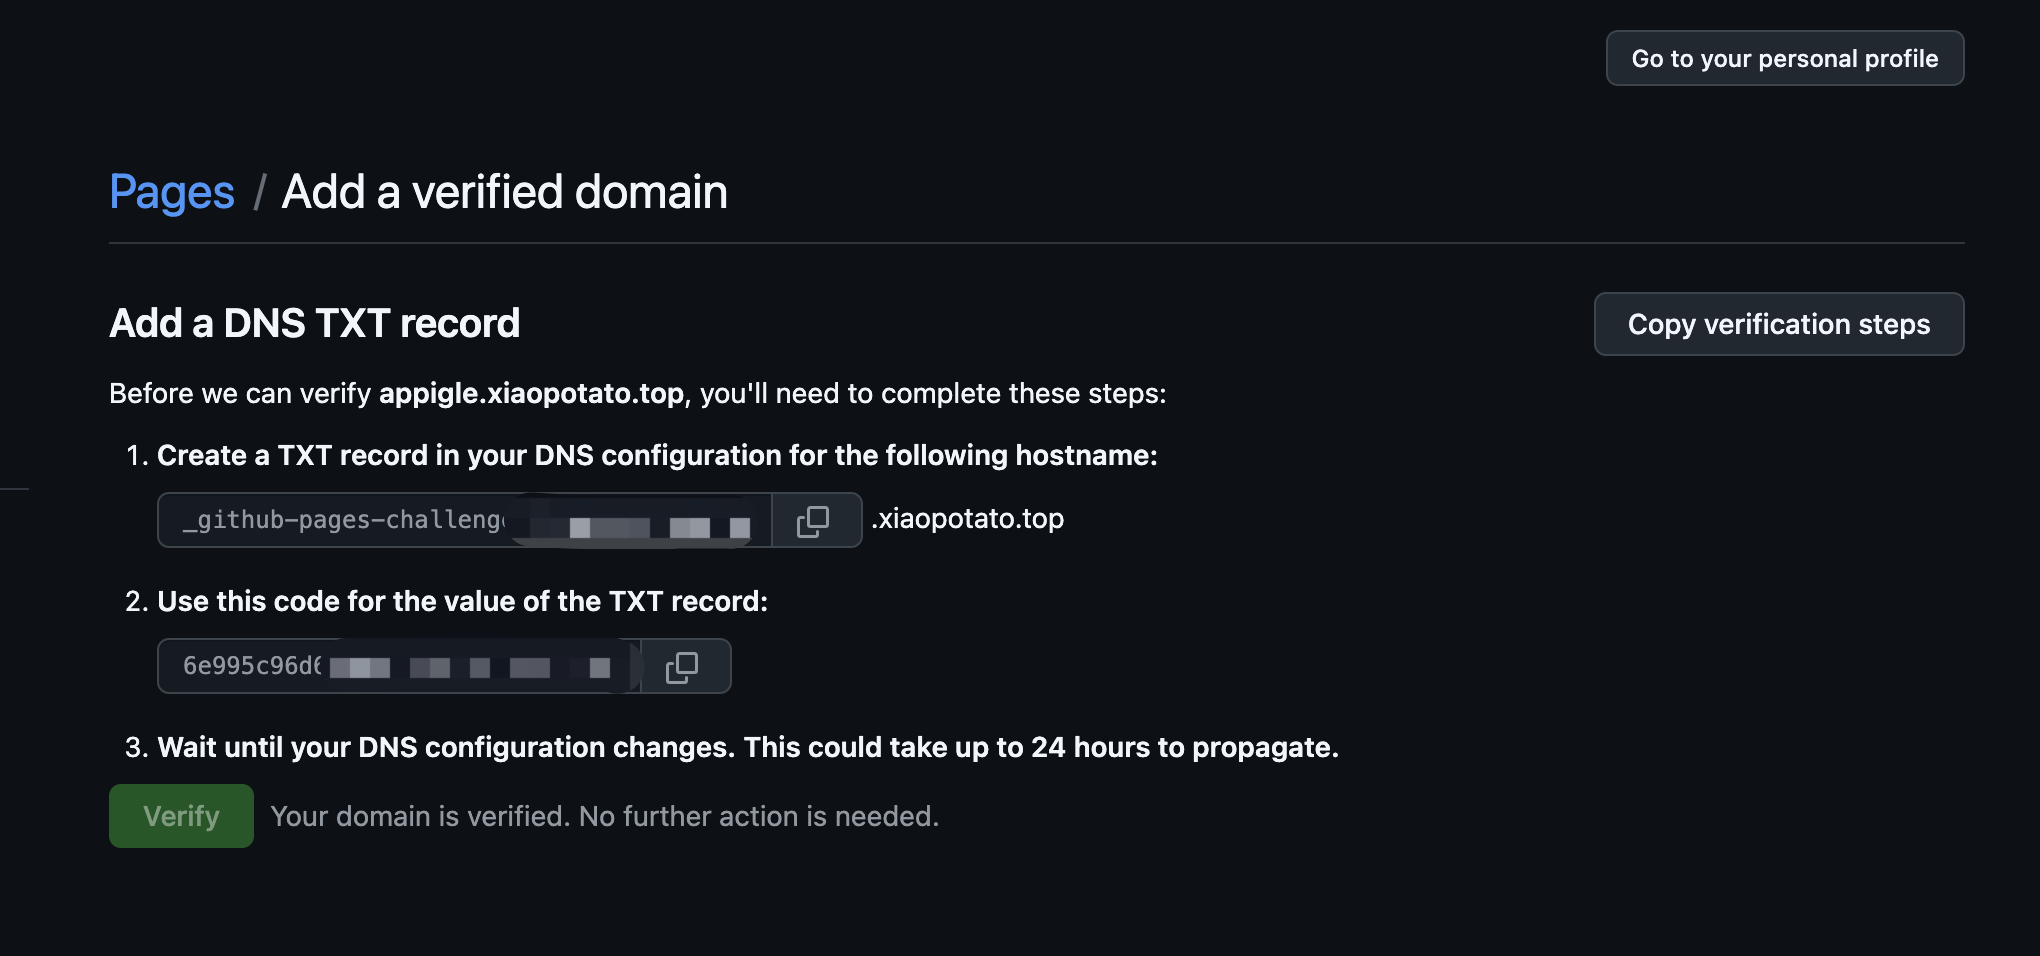 Go to your personal profile
Pages / Add a verified domain
Add a DNS TXT record
Copy verification steps
Before we can verify appigle.xiaopotato.top, you'll need to complete these steps:
1. Create a TXT record in your DNS configuration for the following hostname:
_github-pages-challeng .xiaopotato.top
2. Use this code for the value of the TXT record:
6e995c96d
3. Wait until your DNS configuration changes. This could take up to 24 hours to propagate.
Verify Your domain is verified. No further action is needed.